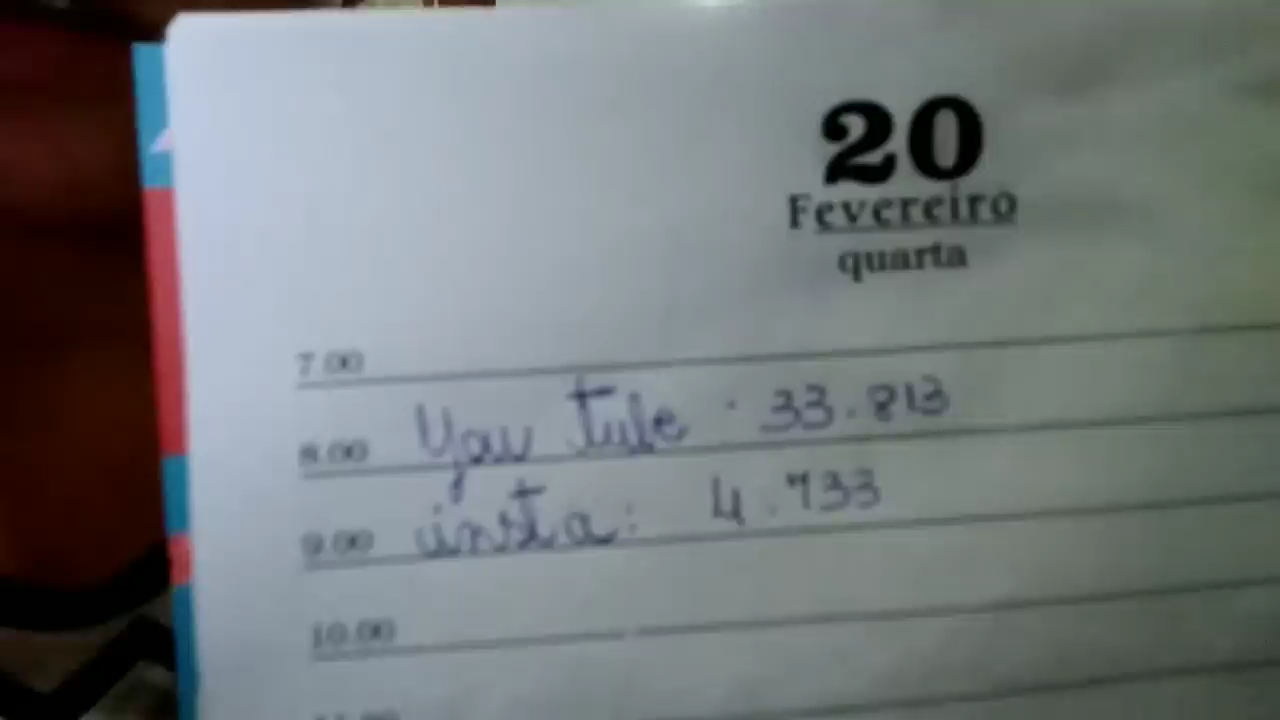 20
Fevereiro
quarta
7.00
8.00 You tube : 33.813
9.00 insta: 4.733
10.00